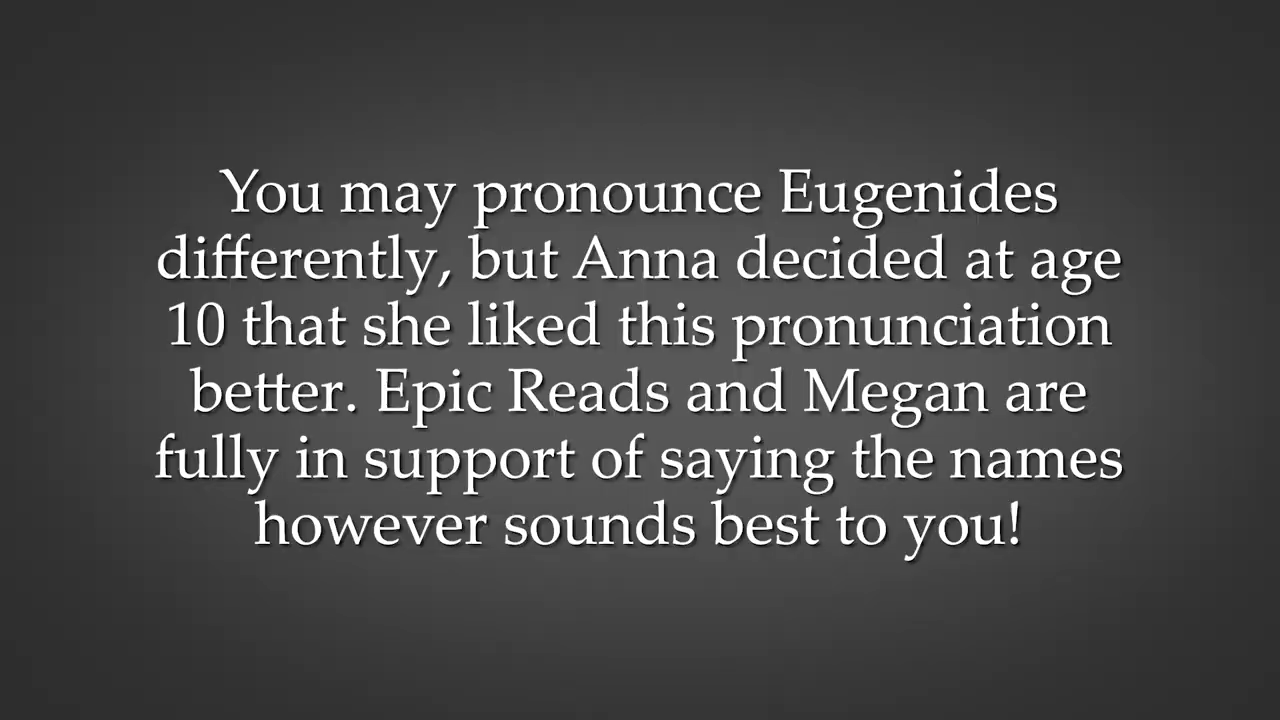 You may pronounce Eugenides
differently, but Anna decided at age
10 that she liked this pronunciation
better. Epic Reads and Megan are
fully in support of saying the names
however sounds best to you!